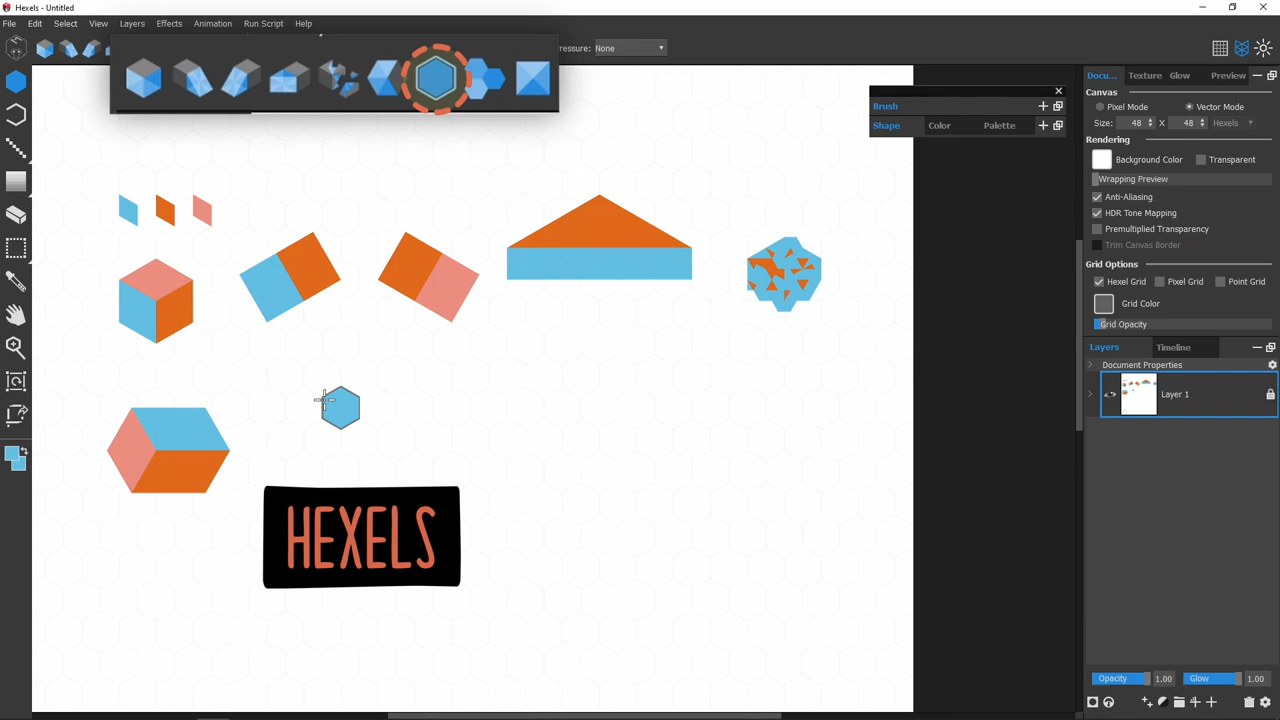 Hexels - Untitled
File Edit Select View Layers Effects Animation Run Script Help
essure: None
Docu... Texture Glow Preview
Canvas
Pixel Mode Vector Mode
Size: 48 X 48 Hexels
Rendering
Background Color Transparent
Wrapping Preview
Anti-Aliasing
HDR Tone Mapping
Premultiplied Transparency
Trim Canvas Border
Grid Options
Hexel Grid Pixel Grid Point Grid
Grid Color
Grid Opacity
Brush
Shape Color Palette
Layers Timeline
Document Properties
Layer 1
HEXELS
Opacity 1.00 Glow 1.00